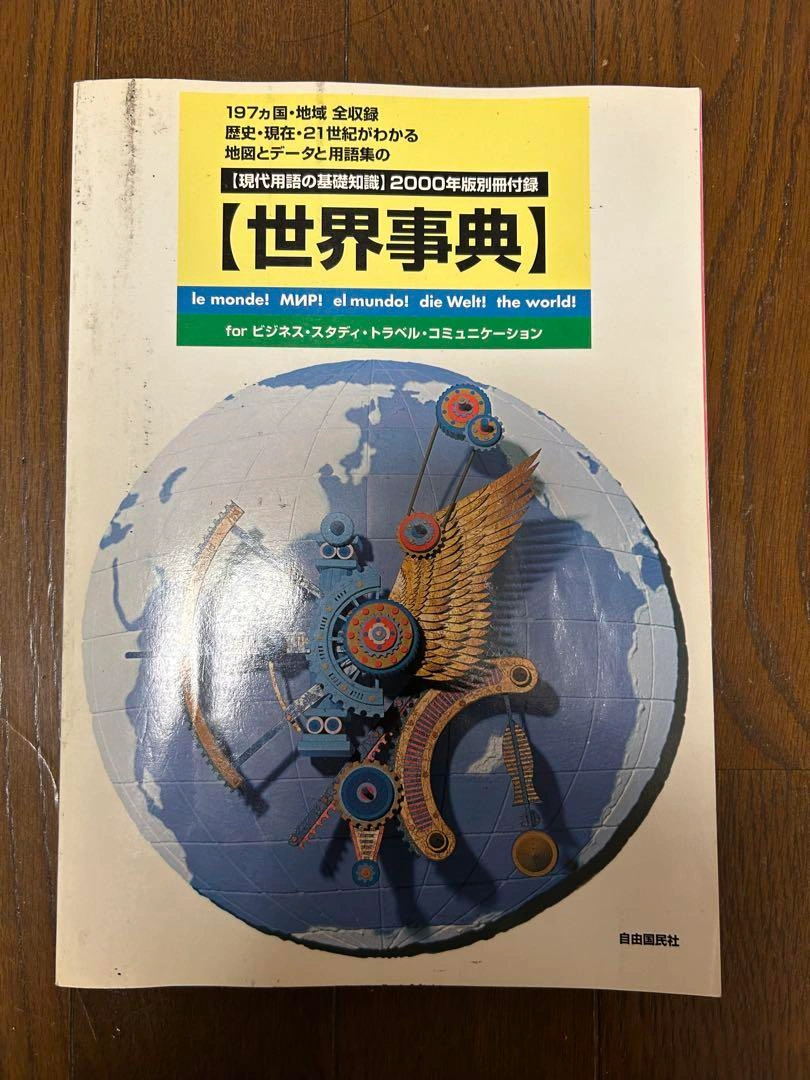 197ヵ国・地域 全収録
歴史・現在・21世紀がわかる
地図とデータと用語集の
【現代用語の基礎知識】2000年版別冊付録
【世界事典】
le monde! МИР! el mundo! die Welt! the world!
for ビジネス・スタディ・トラベル・コミュニケーション
自由国民社